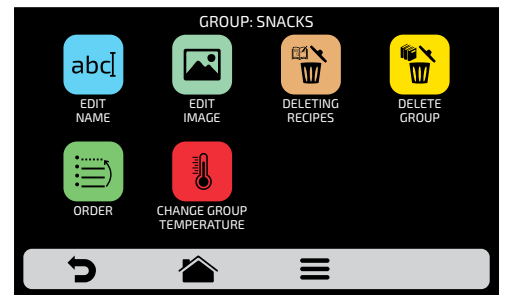 GROUP: SNACKS
abc
EDIT
NAME
EDIT
IMAGE
DELETING
RECIPES
DELETE
GROUP
ORDER
CHANGE GROUP
TEMPERATURE